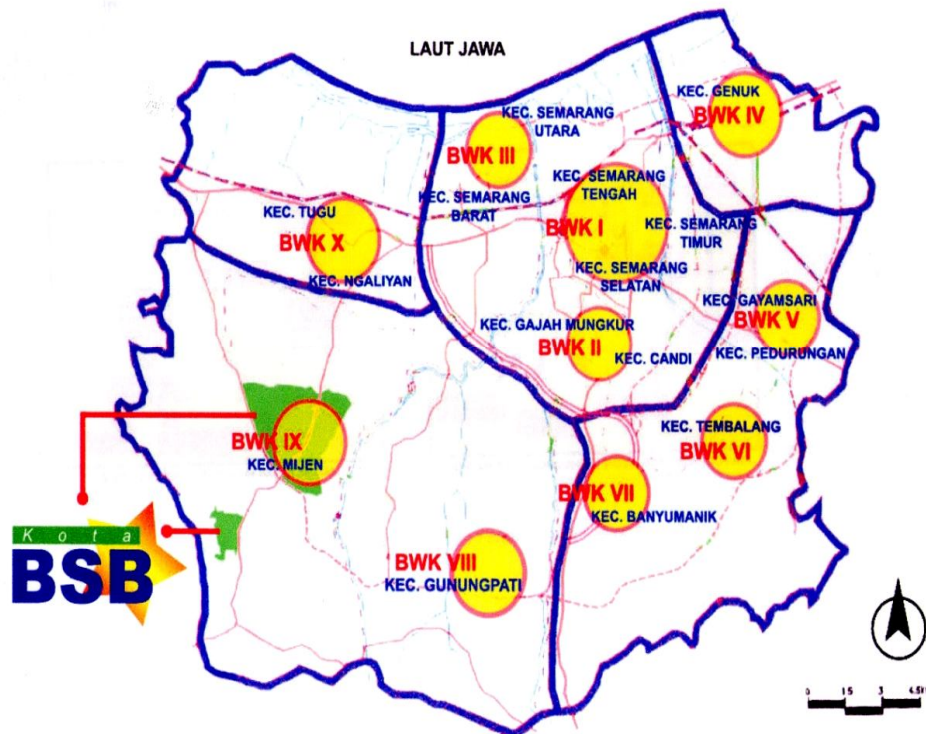 LAUT JAWA
KEC. GENUK
BWK IV
KEC. SEMARANG
UTARA
BWK III
KEC. SEMARANG
BARAT
KEC. SEMARANG
TENGAH
BWK I
KEC. SEMARANG
TIMUR
KEC. SEMARANG
SELATAN
KEC. TUGU
BWK X
KEC. NGALIYAN
KEC. GAYAMSARI
BWK V
KEC. PEDURUNGAN
KEC. GAJAH MUNGKUR
BWK II
KEC. CANDI
KEC. TEMBALANG
BWK VI
BWK IX
KEC. MIJEN
BWK VII
KEC. BANYUMANIK
Kota
BSB
BWK VIII
KEC. GUNUNGPATI
0 1.5 3 4.5